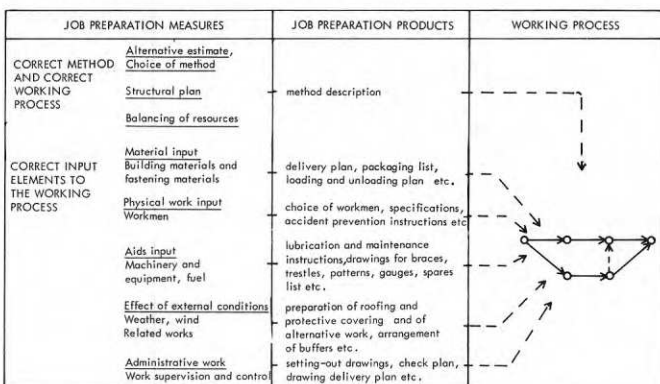 JOB PREPARATION MEASURES
JOB PREPARATION PRODUCTS
WORKING PROCESS
CORRECT METHOD
AND CORRECT
WORKING
PROCESS
Alternative estimate,
Choice of method
Structural plan
Balancing of resources
method description
CORRECT INPUT
ELEMENTS TO
THE WORKING
PROCESS
Material input
Building materials and
fastening materials
delivery plan, packaging list,
loading and unloading plan etc.
Physical work input
Workmen
choice of workmen, specifications,
accident prevention instructions etc
Aids input
Machinery and
equipment, fuel
lubrication and maintenance
instructions,drawings for braces,
trestles, patterns, gauges, spares
list etc.
Effect of external conditions
Weather, wind
Related works
preparation of roofing and
protective covering and of
alternative work, arrangement
of buffers etc.
Administrative work
Work supervision and control
setting-out drawings, check plan,
drawing delivery plan etc.